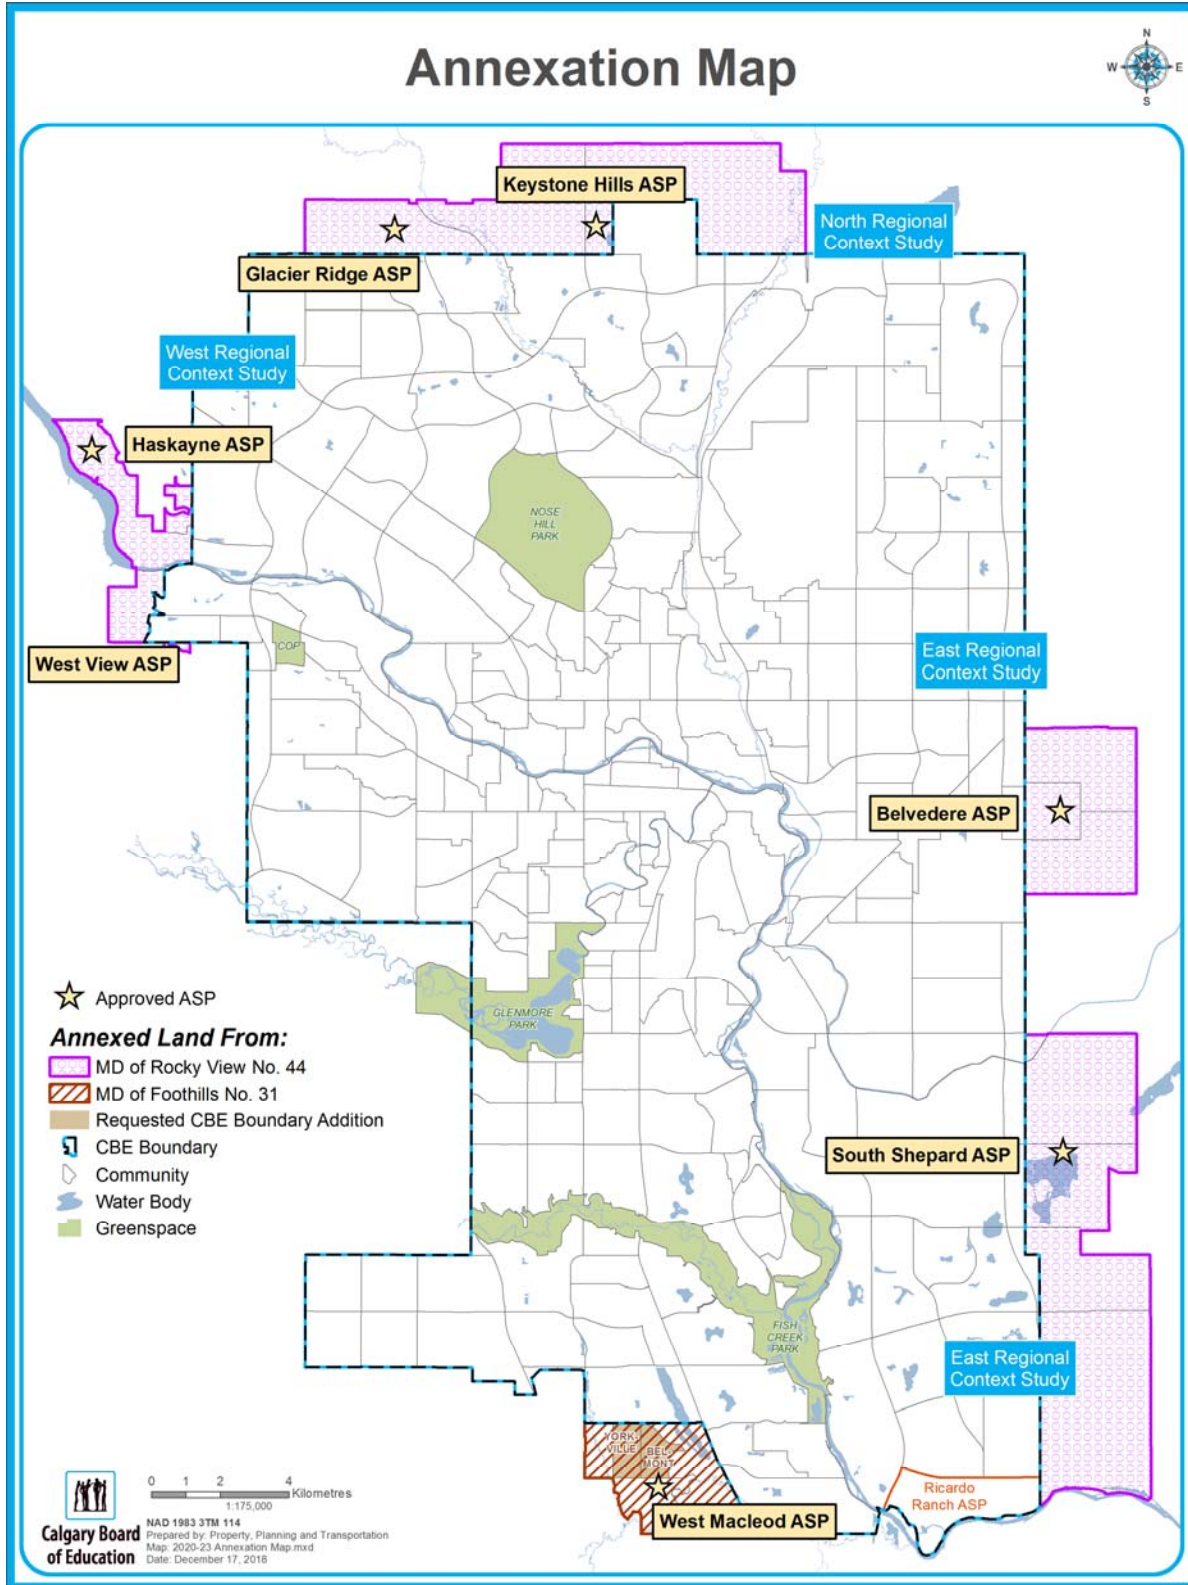 Annexation Map
N
W
E
S
Keystone Hills ASP
North Regional
Context Study
Glacier Ridge ASP
West Regional
Context Study
Haskayne ASP
NOSE
HILL
PARK
COP
West View ASP
East Regional
Context Study
Belvedere ASP
GLENMORE
PARK
Approved ASP
Annexed Land From:
MD of Rocky View No. 44
MD of Foothills No. 31
Requested CBE Boundary Addition
CBE Boundary
Community
Water Body
Greenspace
South Shepard ASP
FISH
CREEK
PARK
East Regional
Context Study
YORK-
VILLE
BEL-
MONT
West Macleod ASP
Ricardo
Ranch ASP
0 1 2 4
Kilometres
1:175,000
Calgary Board
of Education
NAD 1983 3TM 114
Prepared by: Property, Planning and Transportation
Map: 2020-23 Annexation Map.mxd
Date: December 17, 2018